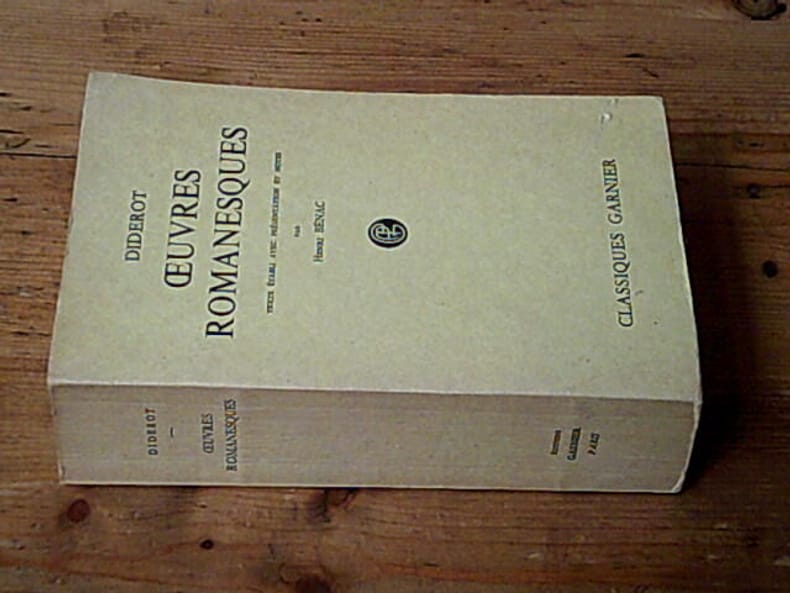 DIDEROT
ŒUVRES
ROMANESQUES
TEXTE ÉTABLI AVEC PRÉSENTATION ET NOTES
PAR
HENRI BÉNAC
CLASSIQUES GARNIER
DIDEROT
ŒUVRES
ROMANESQUES
GARNIER
PARIS